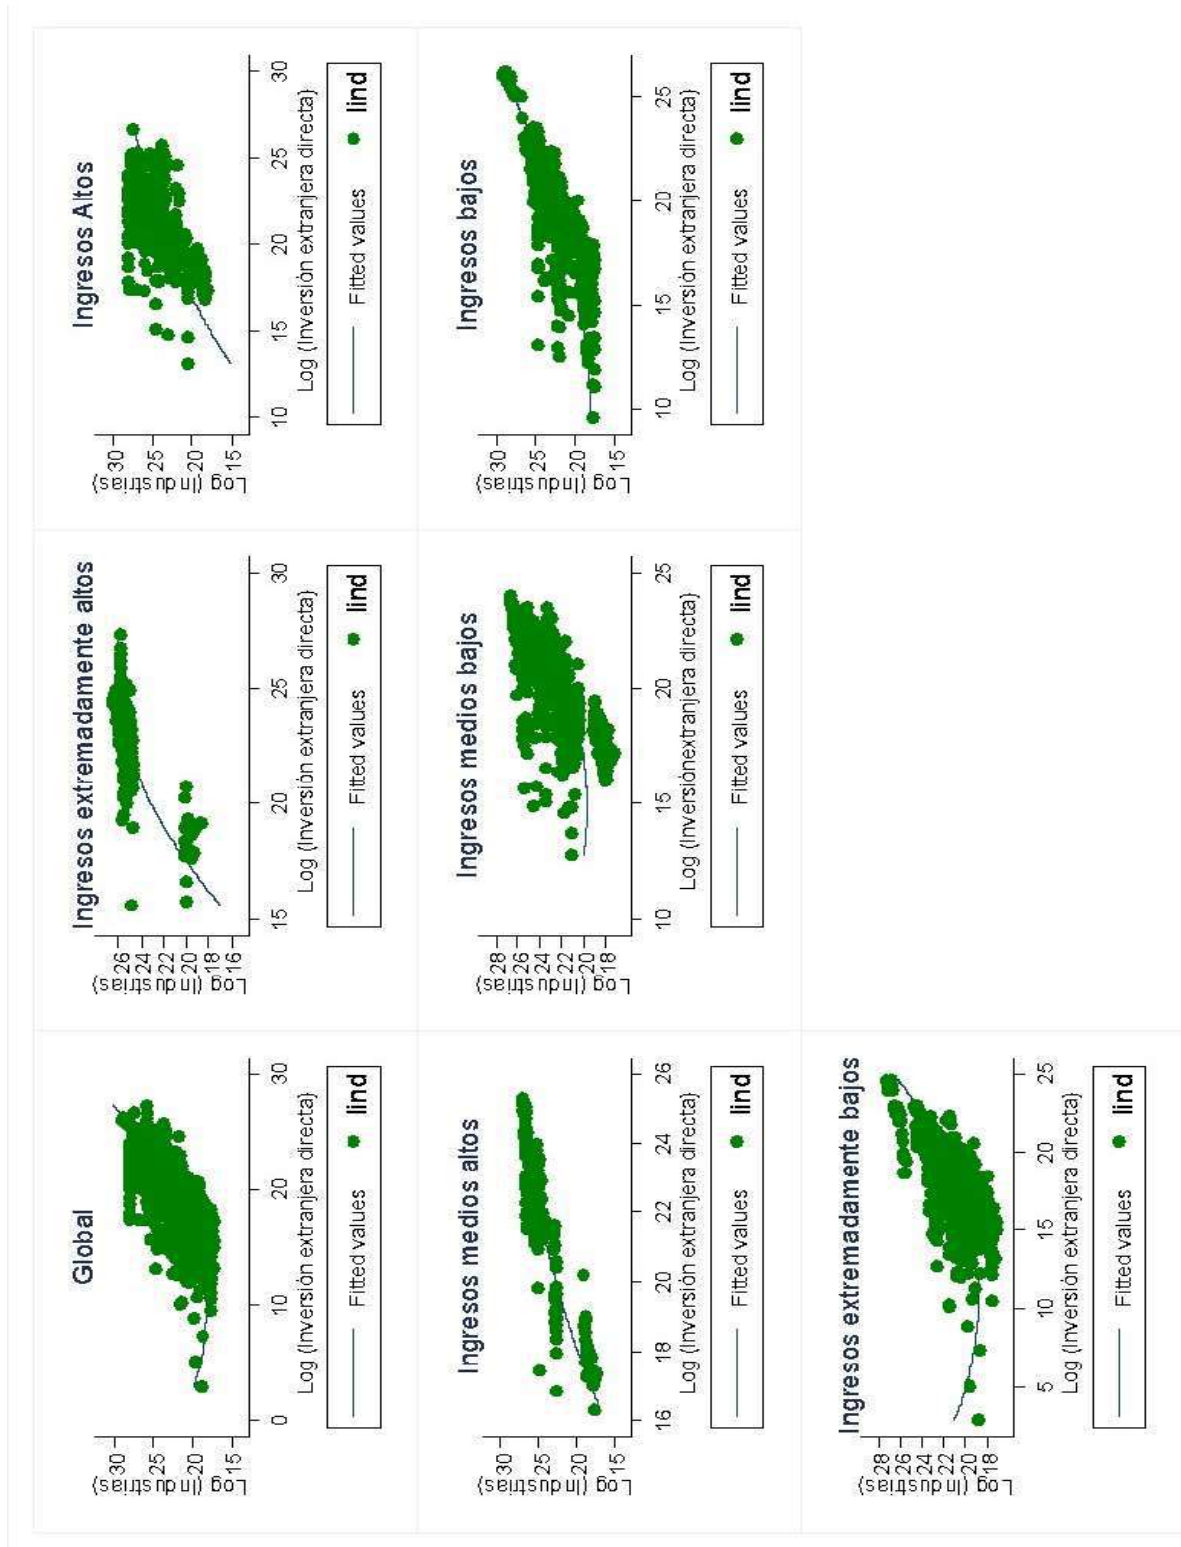 Global
Log (Industrias)
30
25
20
15
0 10 20 30
Log (Inversión extranjera directa)
Fitted values lind
Ingresos extremadamente altos
Log (Industrias)
26
24
22
20
18
16
15 20 25 30
Log (Inversión extranjera directa)
Fitted values lind
Ingresos Altos
Log (Industrias)
30
25
20
15
10 15 20 25 30
Log (Inversión extranjera directa)
Fitted values lind
Ingresos medios altos
Log (Industrias)
30
25
20
15
16 18 20 22 24 26
Log (Inversión extranjera directa)
Fitted values lind
Ingresos medios bajos
Log (Industrias)
28
26
24
22
20
18
10 15 20 25
Log (Inversiónextranjera directa)
Fitted values lind
Ingresos bajos
Log (Industrias)
30
25
20
15
10 15 20 25
Log (Inversión extranjera directa)
Fitted values lind
Ingresos extremadamente bajos
Log (Industrias)
28
26
24
22
20
18
5 10 15 20 25
Log (Inversión extranjera directa)
Fitted values lind